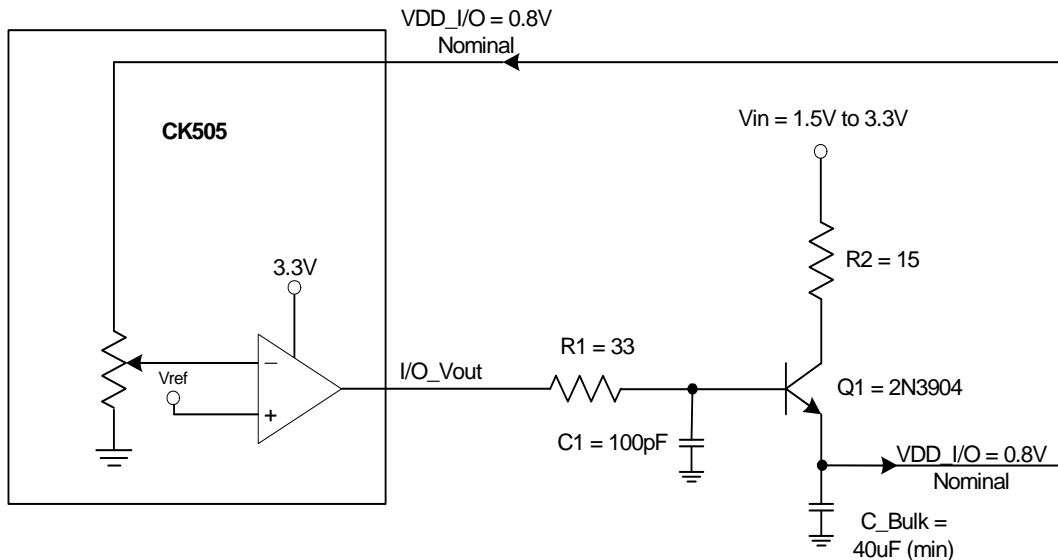 VDD_I/O = 0.8V
Nominal
CK505
Vin = 1.5V to 3.3V
R2 = 15
3.3V
R1 = 33
I/O_Vout
Vref
−
+
Q1 = 2N3904
C1 = 100pF
VDD_I/O = 0.8V
Nominal
C_Bulk =
40uF (min)